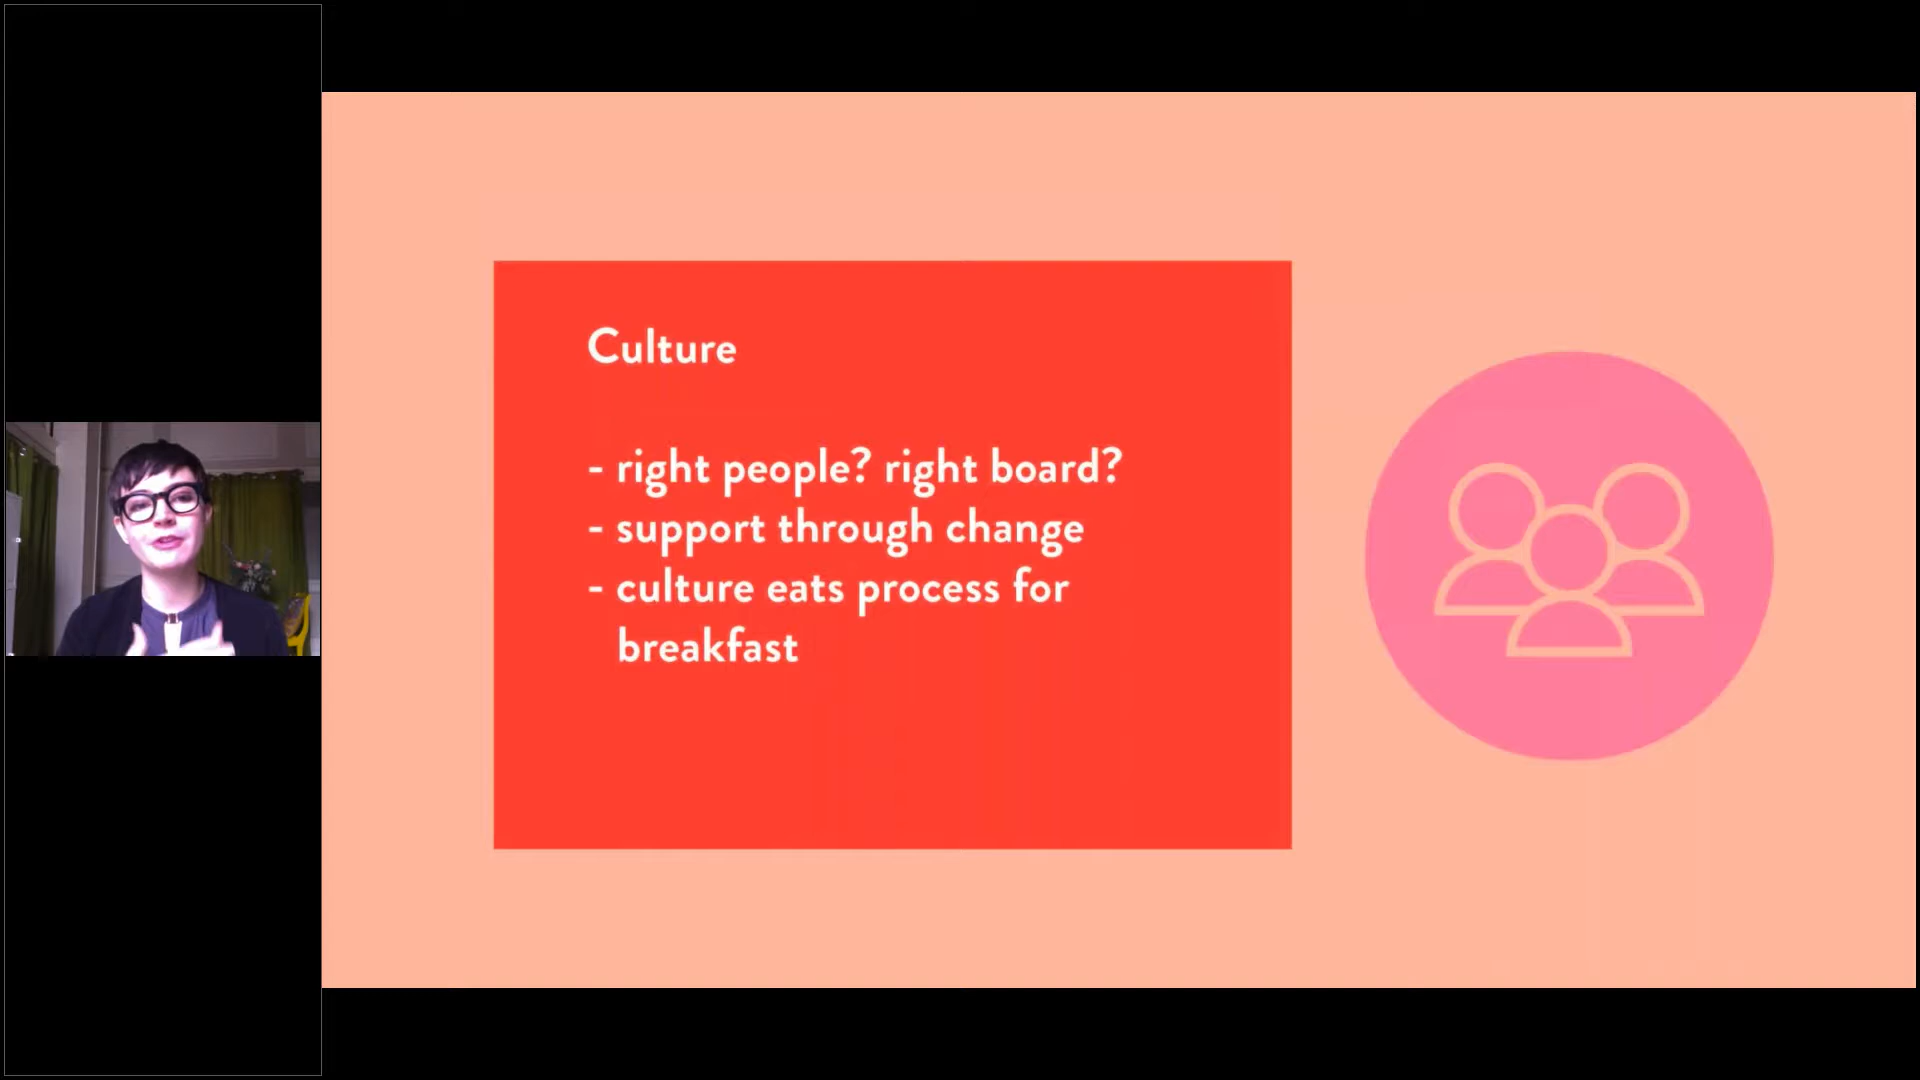 Culture
- right people? right board?
- support through change
- culture eats process for
breakfast